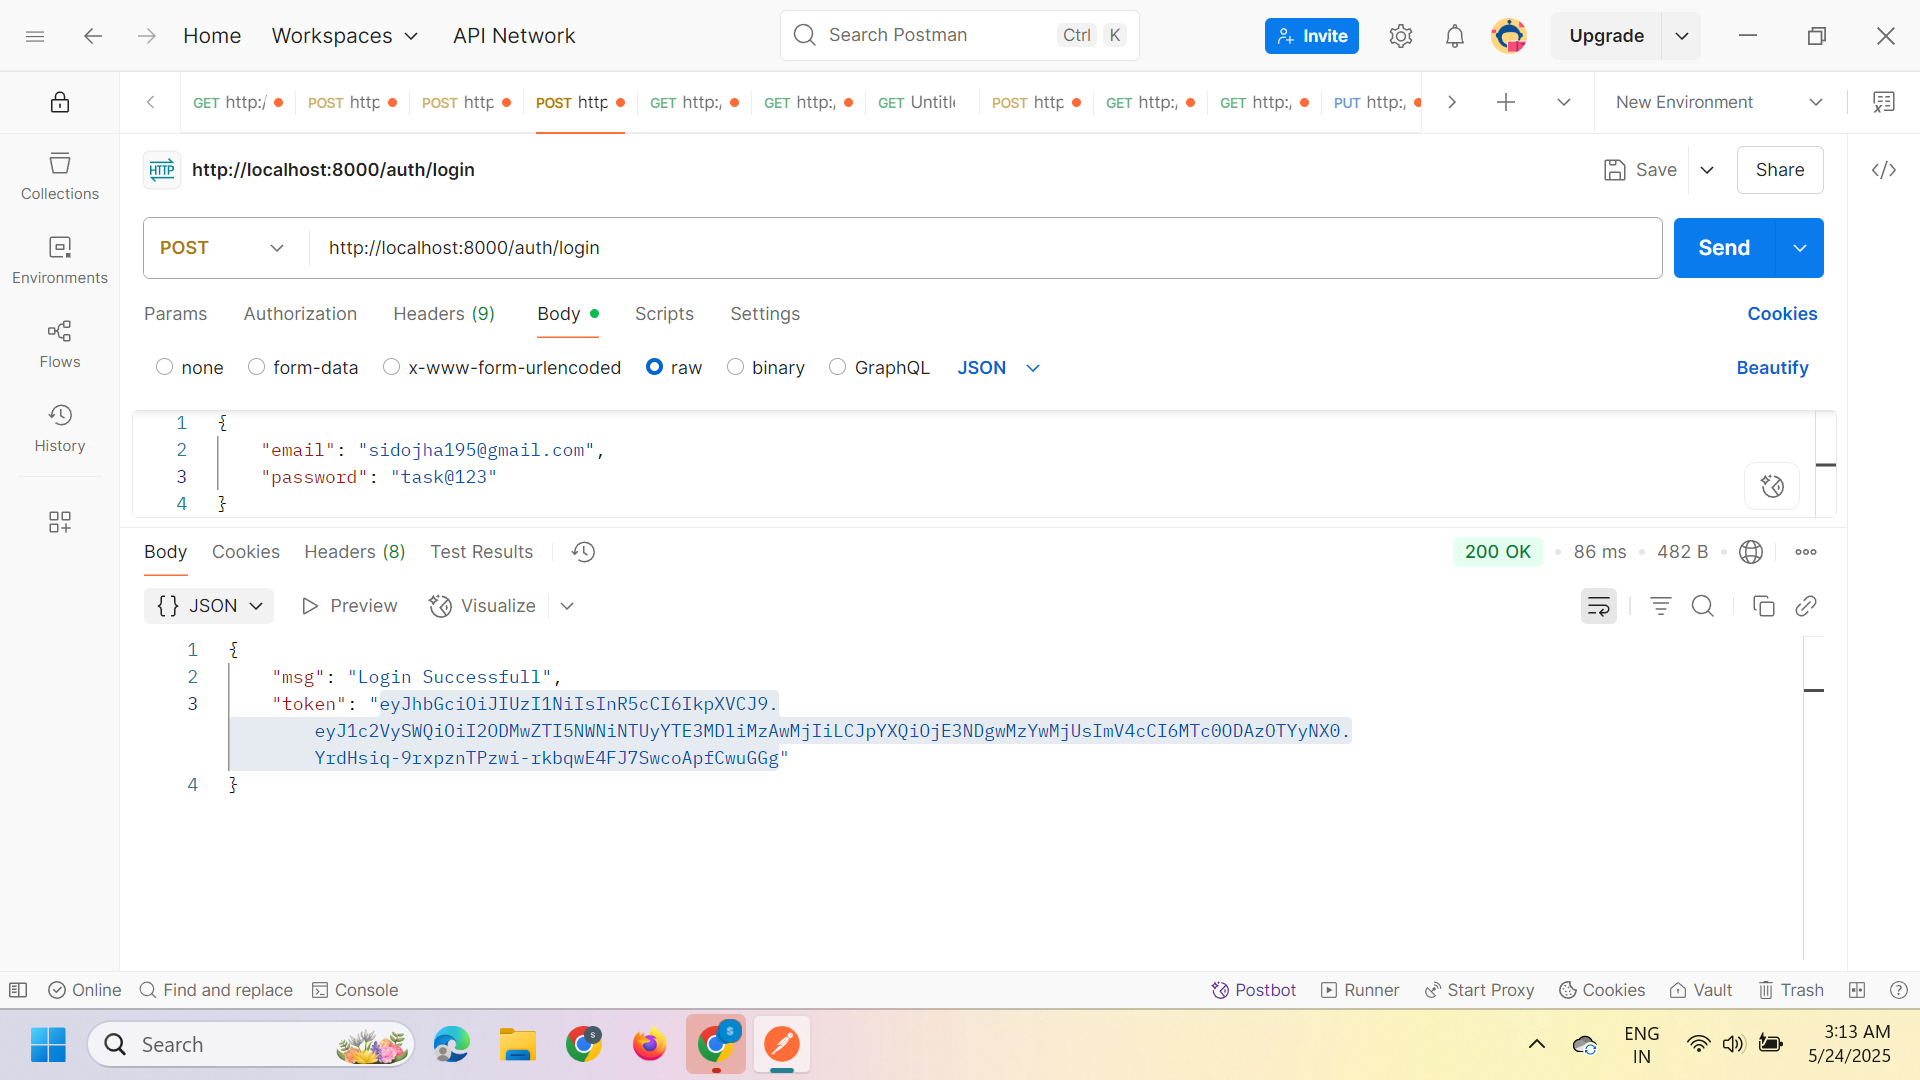 Home Workspaces API Network Search Postman Ctrl K Invite Upgrade
GET http:/ POST http POST http POST http GET http:/ GET http:/ GET Untitle POST http GET http:/ GET http:/ PUT http:/ New Environment
HTTP http://localhost:8000/auth/login Save Share
Collections
Environments
Flows
History
POST http://localhost:8000/auth/login Send
Params Authorization Headers (9) Body Scripts Settings Cookies
none form-data x-www-form-urlencoded raw binary GraphQL JSON Beautify
1 {
2 "email": "sidojha195@gmail.com",
3 "password": "task@123"
4 }
Body Cookies Headers (8) Test Results 200 OK 86 ms 482 B
{} JSON Preview Visualize
1 {
2 "msg": "Login Successfull",
3 "token": "eyJhbGciOiJIUzI1NiIsInR5cCI6IkpXVCJ9.
eyJ1c2VySWQiOiI2ODMwZTI5NWNiNTUyYTE3MDliMzAwMjIiLCJpYXQiOjE3NDgwMzYwMjUsImV4cCI6MTc0ODAzOTYyNX0.
YrdHsiq-9rxpznTPzwi-rkbqwE4FJ7SwcoApfCwuGGg"
4 }
Online Find and replace Console Postbot Runner Start Proxy Cookies Vault Trash
Search ENG 3:13 AM
IN 5/24/2025